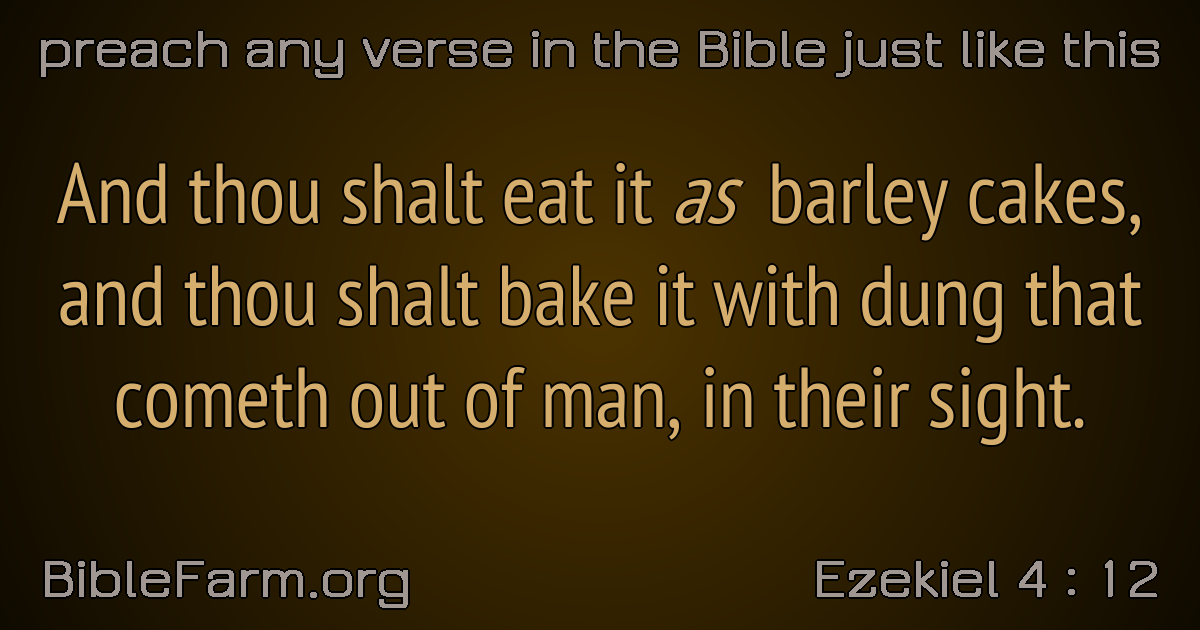 preach any verse in the Bible just like this
And thou shalt eat it as barley cakes,
and thou shalt bake it with dung that
cometh out of man, in their sight.
BibleFarm.org
Ezekiel 4 : 12